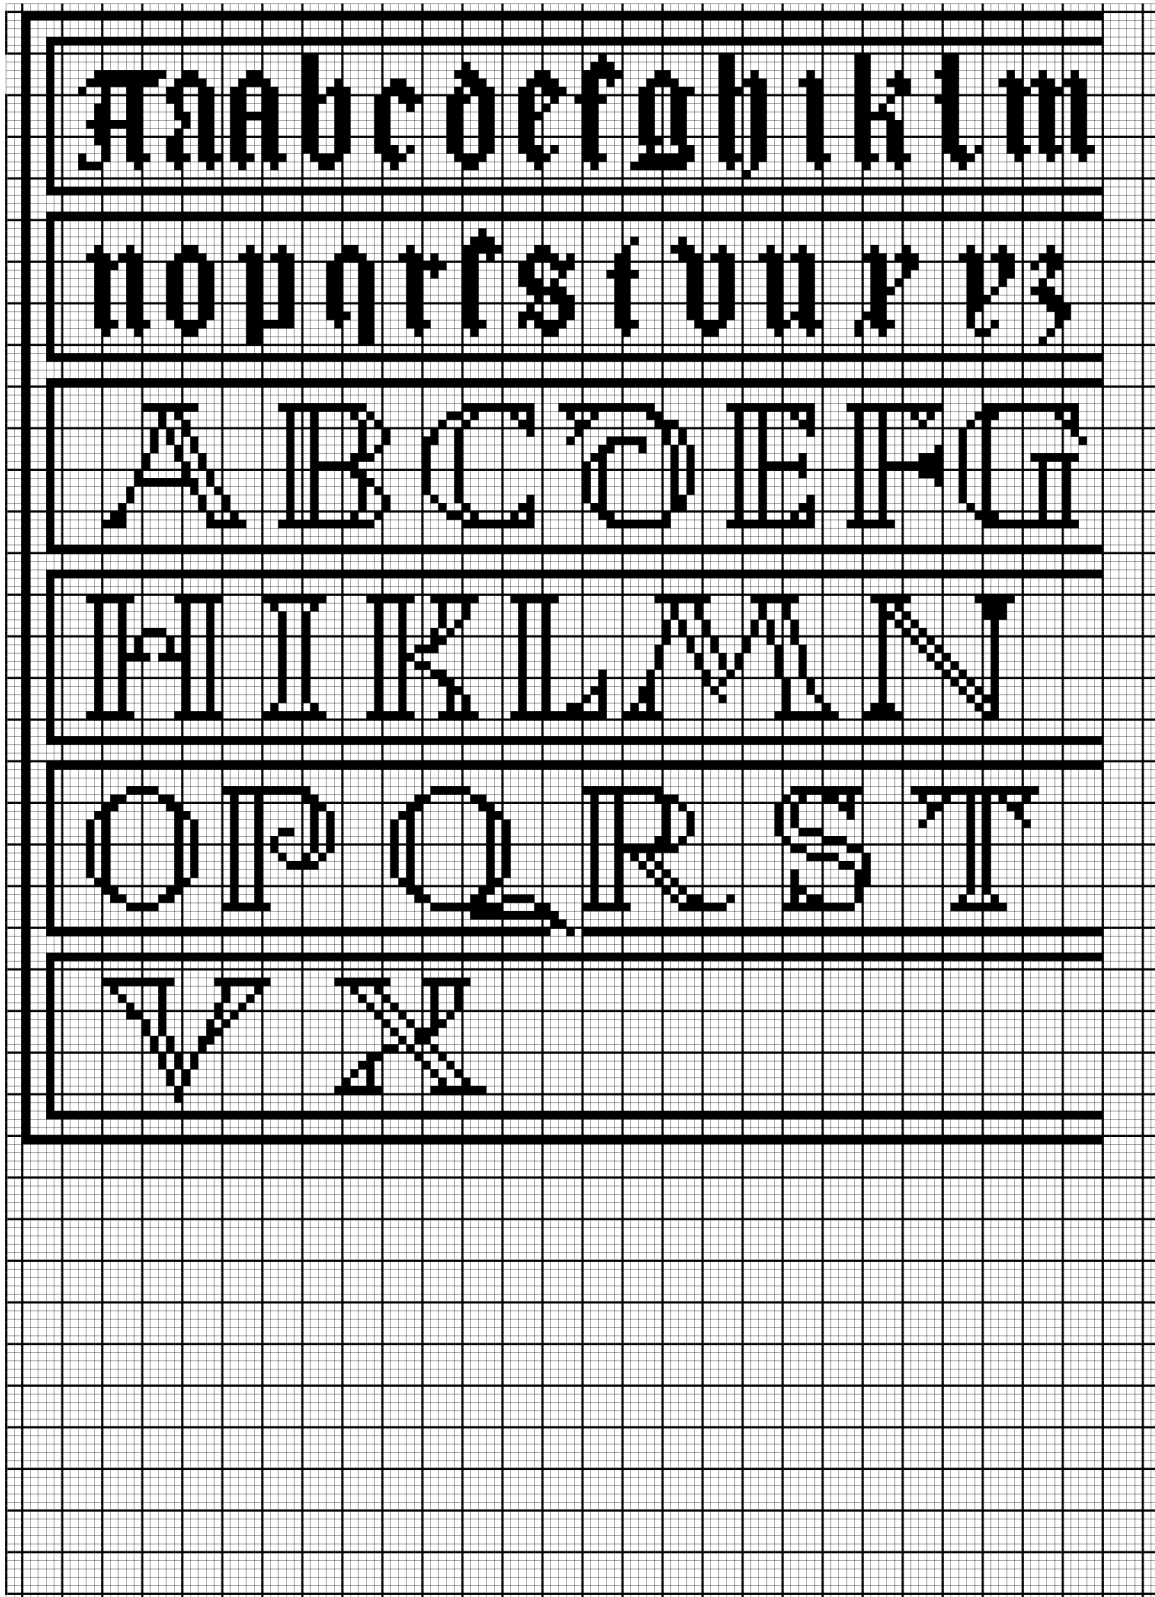 Aaabcdefghiklm
nopqrſstvuxyz
ABCDEFG
HIKLMN
OPQRST
VX